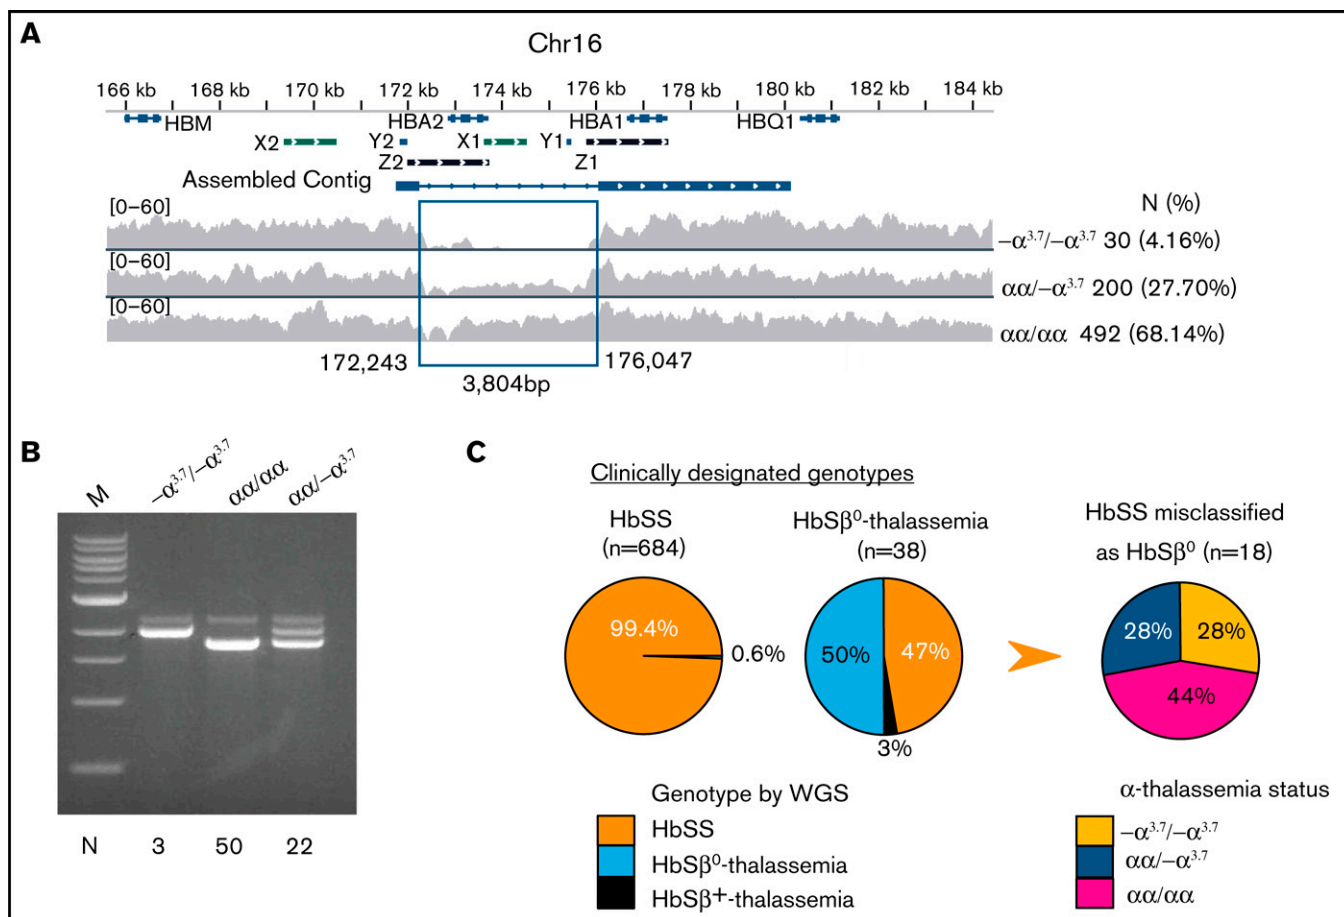 A
Chr16
166 kb 168 kb 170 kb 172 kb 174 kb 176 kb 178 kb 180 kb 182 kb 184 kb
HBM HBA2 HBA1 HBQ1
X2 Y2 X1 Y1
Z2 Z1
Assembled Contig
N (%)
[0–60]
–α³·⁷/–α³·⁷ 30 (4.16%)
[0–60]
αα/–α³·⁷ 200 (27.70%)
[0–60]
αα/αα 492 (68.14%)
172,243 176,047
3,804bp
B
M –α³·⁷/–α³·⁷ αα/αα αα/–α³·⁷
N 3 50 22
C
Clinically designated genotypes
HbSS
(n=684)
99.4%
0.6%
HbSβ⁰-thalassemia
(n=38)
50% 47%
3%
HbSS misclassified
as HbSβ⁰ (n=18)
28% 28%
44%
Genotype by WGS
HbSS
HbSβ⁰-thalassemia
HbSβ+-thalassemia
α-thalassemia status
–α³·⁷/–α³·⁷
αα/–α³·⁷
αα/αα